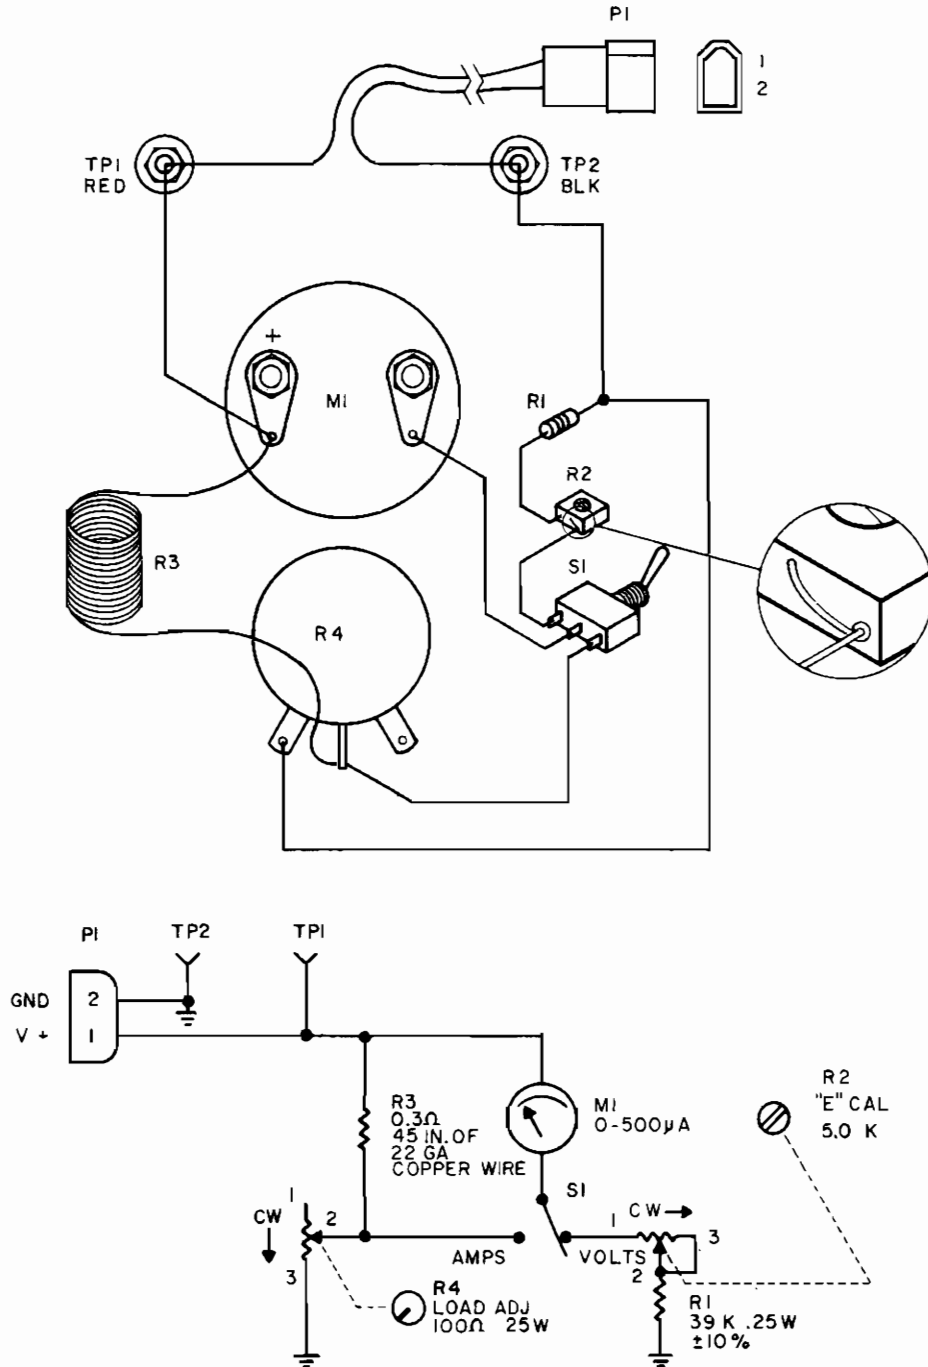 P1
1
2
TP1
RED
TP2
BLK
+
M1
R1
R2
S1
R3
R4
P1
TP2
TP1
GND
2
V +
1
R3
0.3Ω
45 IN. OF
22 GA
COPPER WIRE
M1
0-500µA
R2
"E" CAL
5.0 K
S1
CW
1
2
3
AMPS
VOLTS
1
CW
3
2
R4
LOAD ADJ
100Ω 25W
R1
39 K .25W
±10%